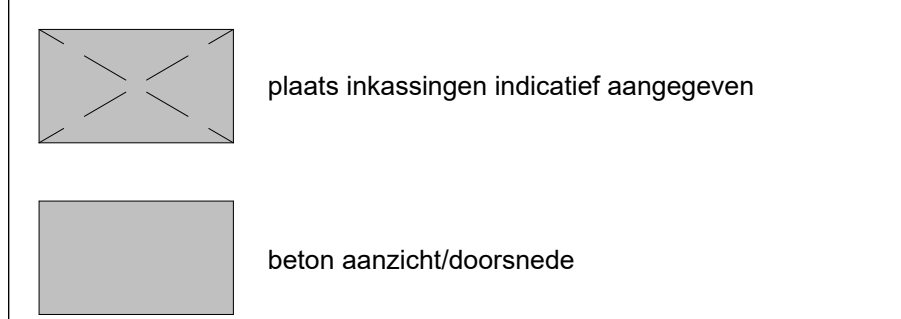 plaats inkassingen indicatief aangegeven
beton aanzicht/doorsnede